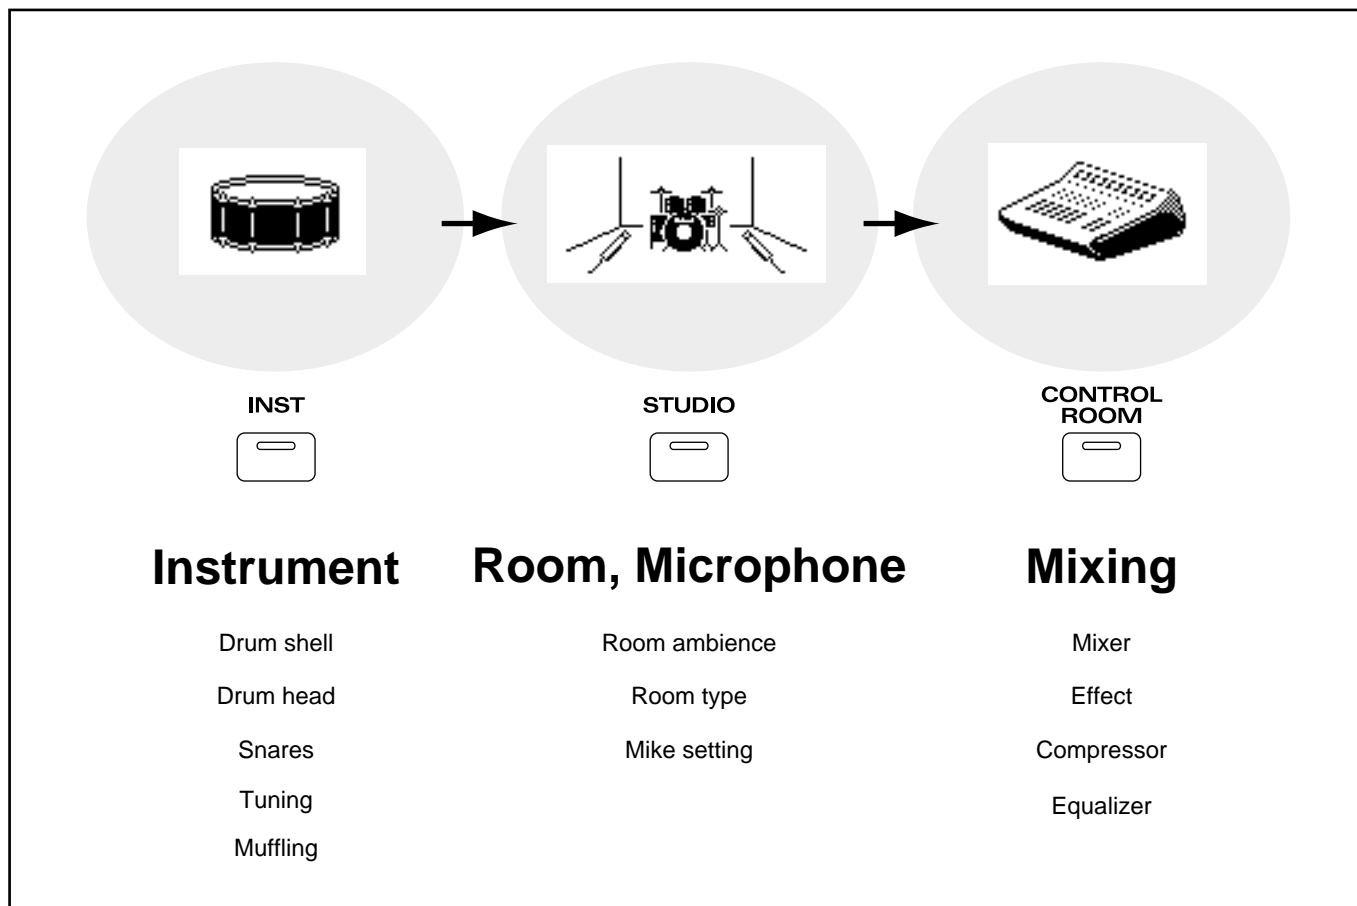 INST
STUDIO
CONTROL
ROOM
Instrument
Room, Microphone
Mixing
Drum shell
Drum head
Snares
Tuning
Muffling
Room ambience
Room type
Mike setting
Mixer
Effect
Compressor
Equalizer